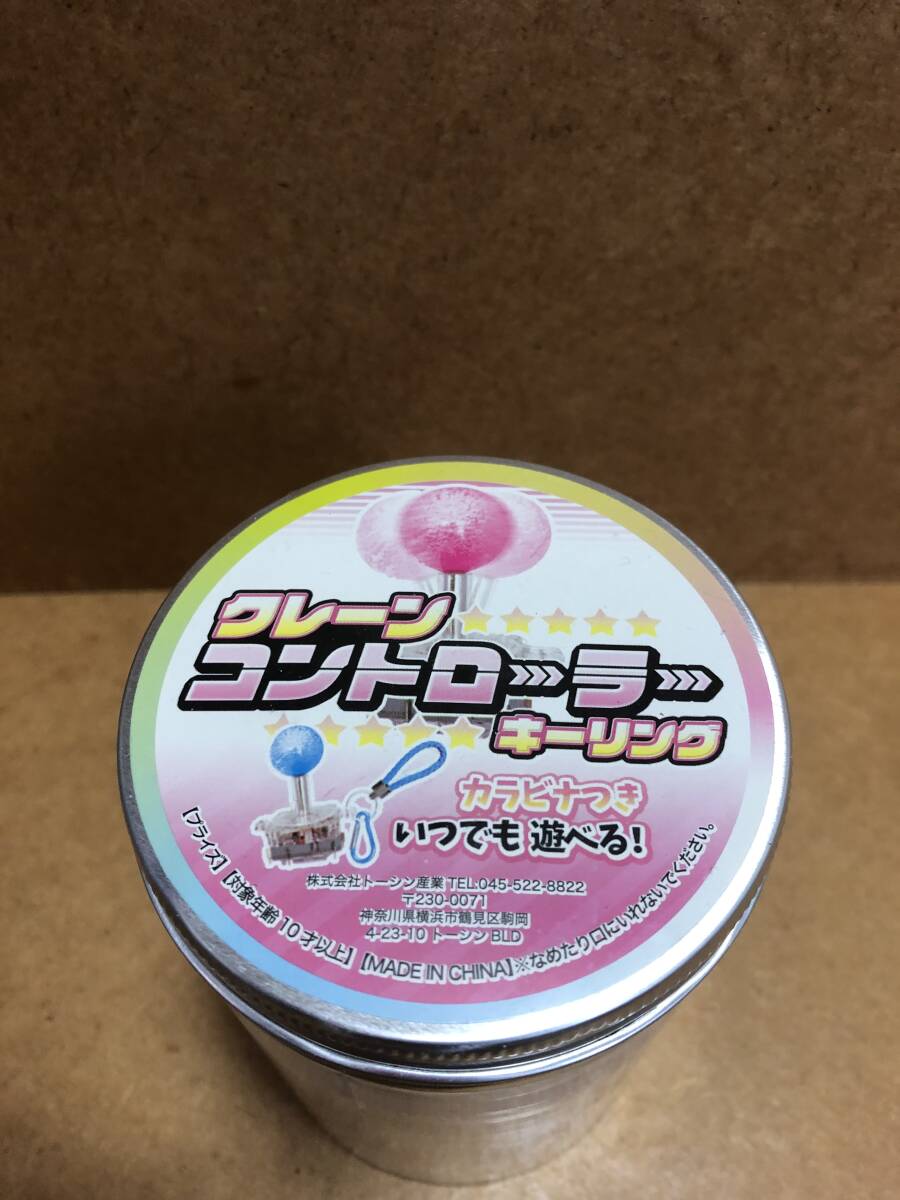 クレーン
コントローラー
キーリング
カラビナつき
いつでも 遊べる!
株式会社トーシン産業 TEL:045-522-8822
〒230-0071
神奈川県横浜市鶴見区駒岡
4-23-10 トーシンBLD
【プライズ】【対象年齢10才以上】【MADE IN CHINA】※なめたり口にいれないでください。